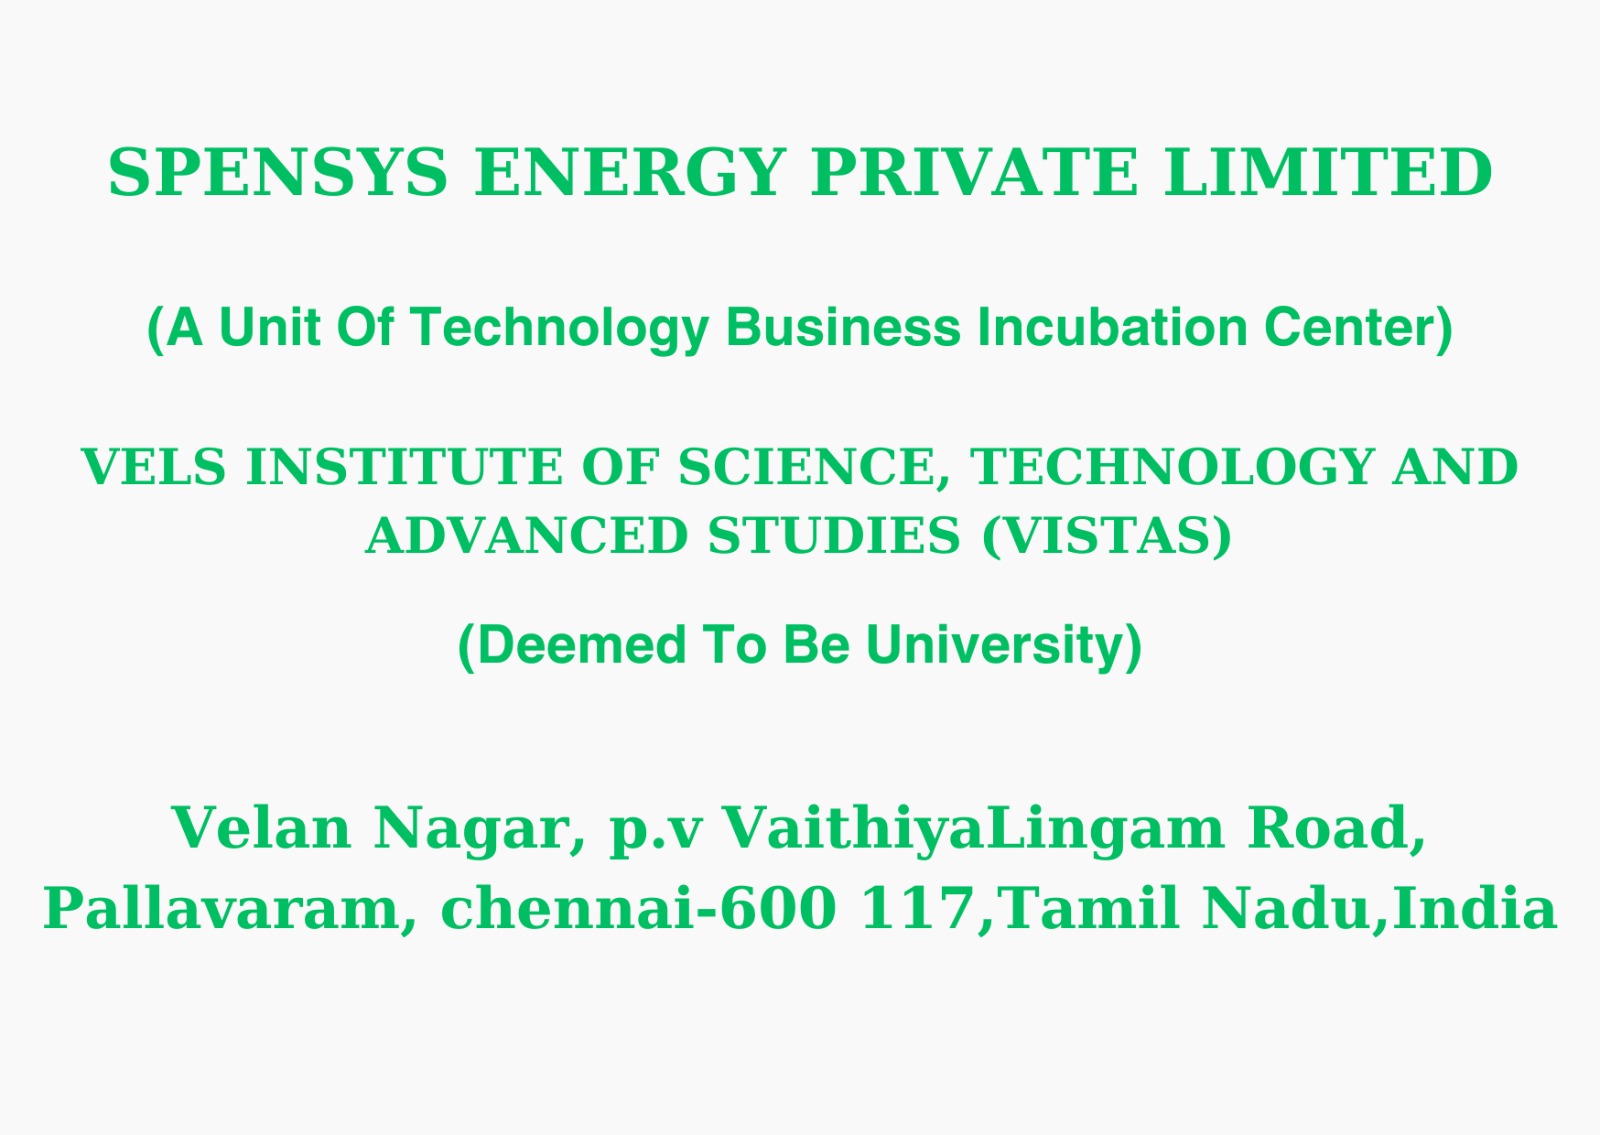 SPENSYS ENERGY PRIVATE LIMITED
(A Unit Of Technology Business Incubation Center)
VELS INSTITUTE OF SCIENCE, TECHNOLOGY AND
ADVANCED STUDIES (VISTAS)
(Deemed To Be University)
Velan Nagar, p.v VaithiyaLingam Road,
Pallavaram, chennai-600 117,Tamil Nadu,India